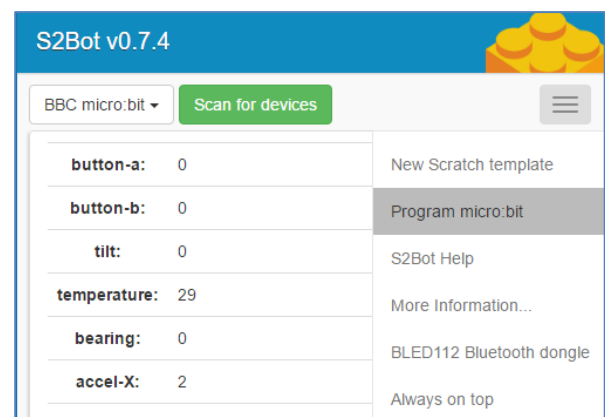 S2Bot v0.7.4
BBC micro:bit
Scan for devices
button-a: 0
button-b: 0
tilt: 0
temperature: 29
bearing: 0
accel-X: 2
New Scratch template
Program micro:bit
S2Bot Help
More Information...
BLED112 Bluetooth dongle
Always on top